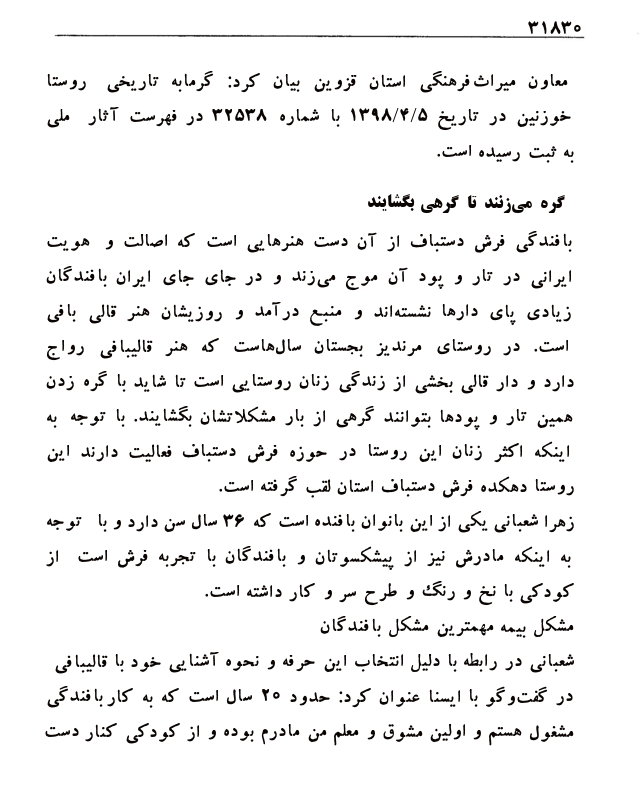 ۳۱۸۳۰
معاون میراث‌فرهنگی استان قزوین بیان کرد: گرمابه تاریخی روستا
خوزنین در تاریخ ۱۳۹۸/۴/۵ با شماره ۳۲۵۳۸ در فهرست آثار ملی
به ثبت رسیده است.
گره می‌زنند تا گرهی بگشایند
بافندگی فرش دستباف از آن دست هنرهایی است که اصالت و هویت
ایرانی در تار و پود آن موج می‌زند و در جای جای ایران بافندگان
زیادی پای دارها نشسته‌اند و منبع درآمد و روزیشان هنر قالی بافی
است. در روستای مرندیز بجستان سال‌هاست که هنر قالیبافی رواج
دارد و دار قالی بخشی از زندگی زنان روستایی است تا شاید با گره زدن
همین تار و پودها بتوانند گرهی از بار مشکلاتشان بگشایند. با توجه به
اینکه اکثر زنان این روستا در حوزه فرش دستباف فعالیت دارند این
روستا دهکده فرش دستباف استان لقب گرفته است.
زهرا شعبانی یکی از این بانوان بافنده است که ۳۶ سال سن دارد و با توجه
به اینکه مادرش نیز از پیشکسوتان و بافندگان با تجربه فرش است از
کودکی با نخ و رنگ و طرح سر و کار داشته است.
مشکل بیمه مهمترین مشکل بافندگان
شعبانی در رابطه با دلیل انتخاب این حرفه و نحوه آشنایی خود با قالیبافی
در گفت‌وگو با ایسنا عنوان کرد: حدود ۲۰ سال است که به کار بافندگی
مشغول هستم و اولین مشوق و معلم من مادرم بوده و از کودکی کنار دست